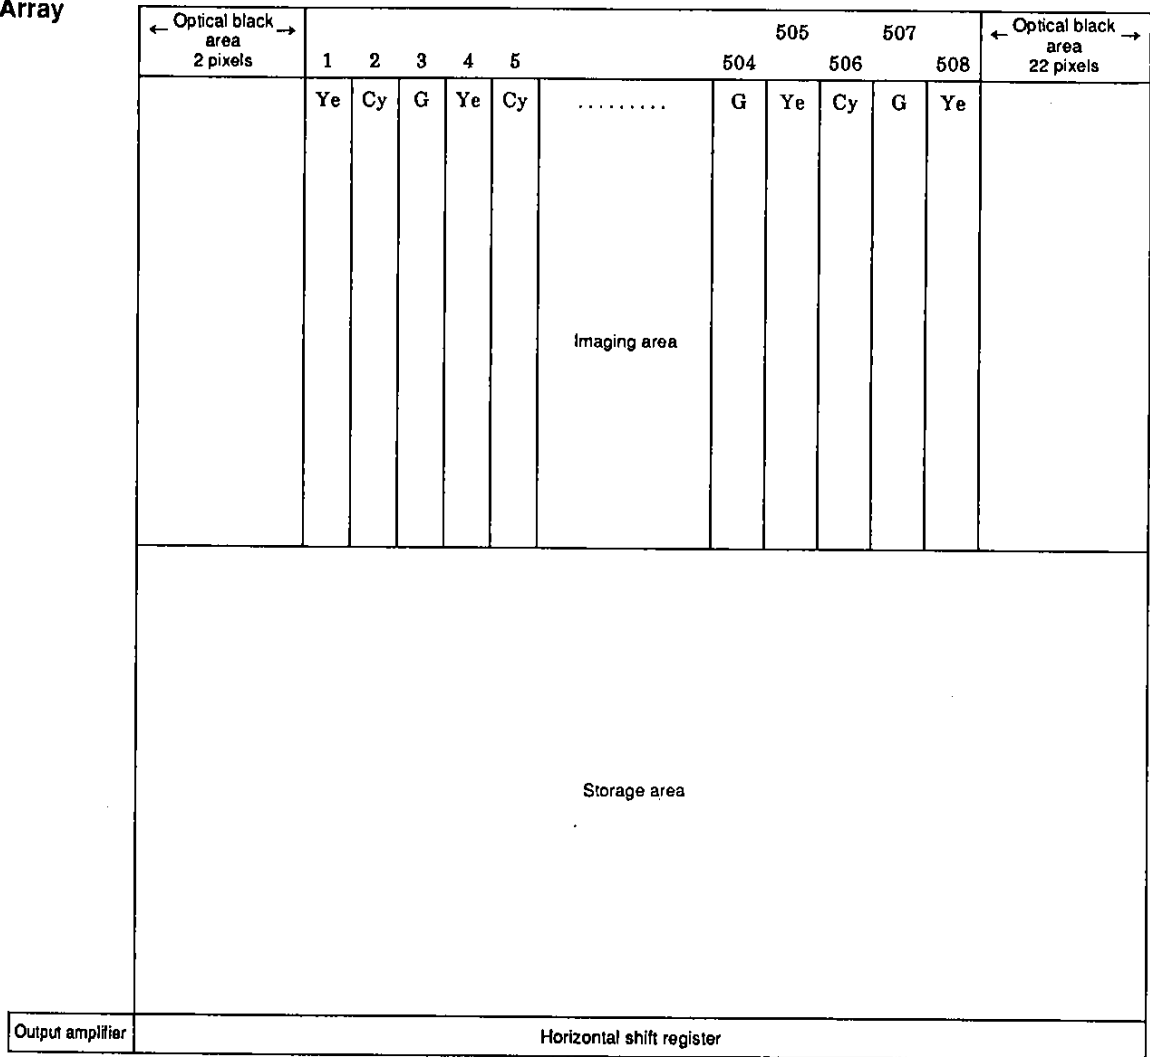 Array
← Optical black → area 2 pixels
1 2 3 4 5 504 505 506 507 508
← Optical black → area 22 pixels
Ye Cy G Ye Cy ......... G Ye Cy G Ye
Imaging area
Storage area
Output amplifier
Horizontal shift register